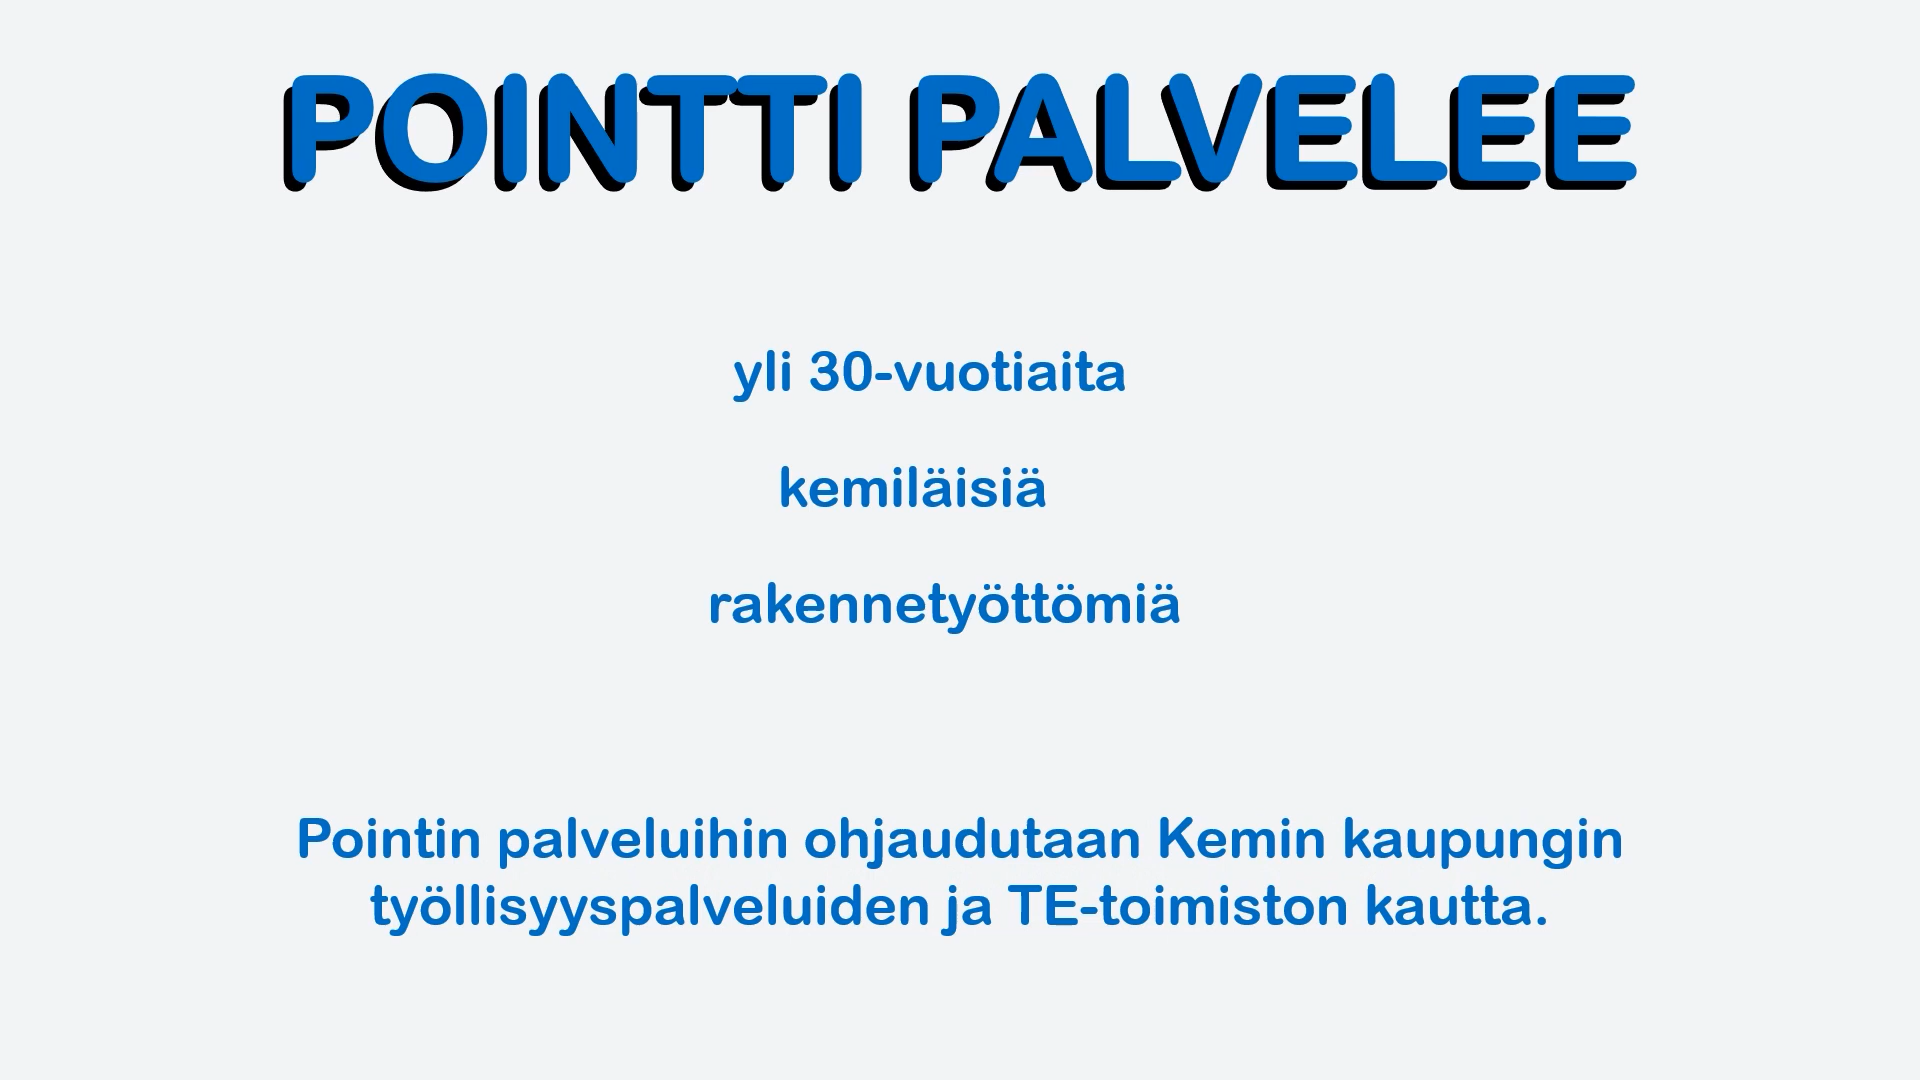 POINTTI PALVELEE
yli 30-vuotiaita
kemiläisiä
rakennetyöttömiä
Pointin palveluihin ohjaudutaan Kemin kaupungin
työllisyyspalveluiden ja TE-toimiston kautta.